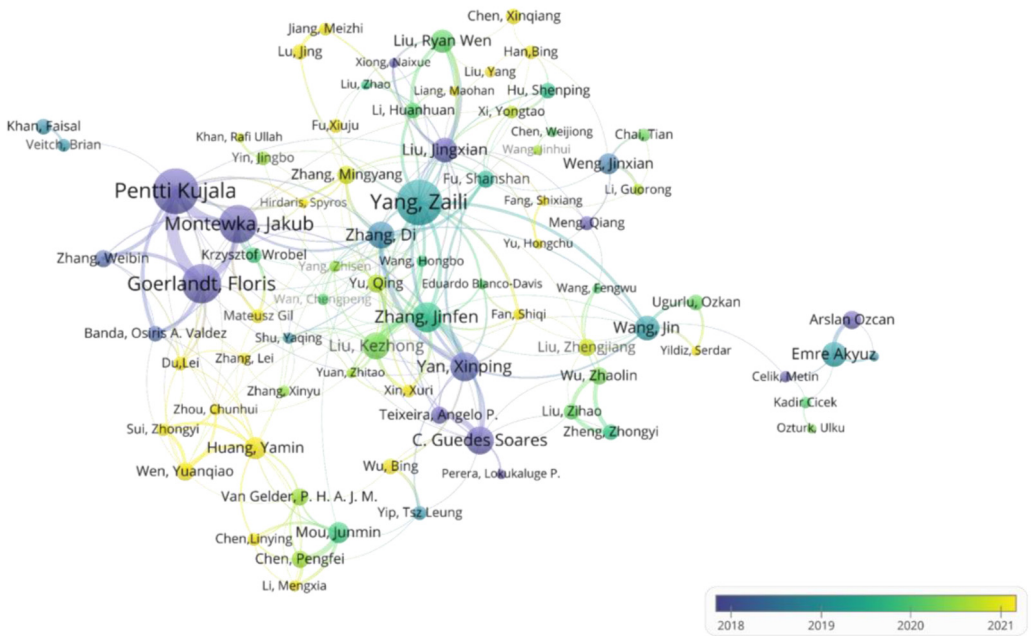 Chen, Xinqiang
Jiang, Meizhi
Liu, Ryan Wen
Lu, Jing
Han,Bing
Xiong, Naixue
Liu, Yang
Liu, Zhao
Liang, Maohan
Hu, Shenping
Li, Huanhuan
Xi, Yongtao
Khan, Faisal
Fu,Xiuju
Chen, Weijiong
Chai, Tian
Khan, Rafi Ullah
Veitch, Brian
Liu, Jingxian
Wang,Jinhui
Yin, Jingbo
Weng, Jinxian
Zhang, Mingyang
Fu, Shanshan
Pentti Kujala
Li, Guorong
Hirdaris, Spyros
Yang, Zaili
Fang, Shixiang
Montewka, Jakub
Meng, Qiang
Zhang, Di
Yu, Hongchu
Zhang, Weibin
Krzysztof Wrobel
Wang, Hongbo
Yang, Zhisen
Goerlandt, Floris
Yu, Qing
Eduardo Blanco-Davis
Wang, Fengwu
Wan, Chengpeng
Ugurlu, Ozkan
Mateusz Gil
Zhang, Jinfen
Fan, Shiqi
Arslan Ozcan
Banda, Osiris A. Valdez
Shu, Yaqing
Wang, Jin
Liu, Kezhong
Liu, Zhengjiang
Yildiz, Serdar
Emre Akyuz
Du,Lei
Zhang, Lei
Yan, Xinping
Yuan, Zhitao
Wu, Zhaolin
Celik, Metin
Zhang, Xinyu
Xin, Xuri
Kadir Cicek
Zhou, Chunhui
Teixeira, Angelo P.
Liu, Zihao
Sui, Zhongyi
Zheng, Zhongyi
Ozturk, Ulku
C. Guedes Soares
Huang, Yamin
Wu, Bing
Wen, Yuanqiao
Perera, Lokukaluge P.
Van Gelder, P. H. A. J. M.
Yip, Tsz Leung
Mou, Junmin
Chen,Linying
Chen, Pengfei
Li, Mengxia
2018 2019 2020 2021